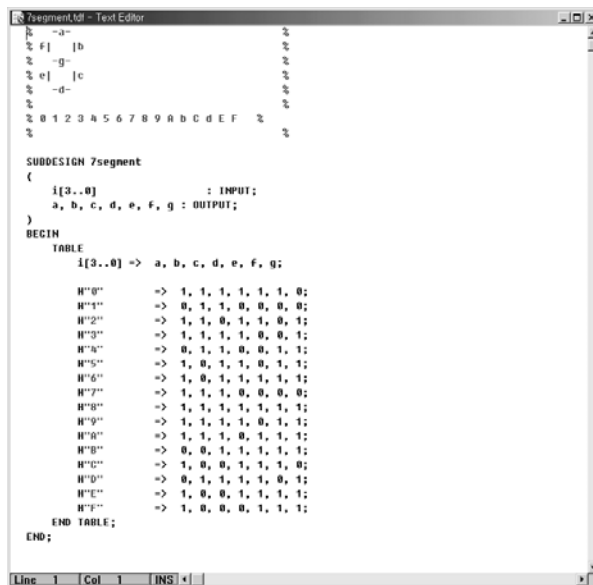 7segment.tdf - Text Editor
%    -a-                                %
% f|   |b                               %
%    -g-                                %
% e|   |c                               %
%    -d-                                %
%                                       %
% 0 1 2 3 4 5 6 7 8 9 A b C d E F   %
%                                       %
SUBDESIGN 7segment
(
    i[3..0]                 : INPUT;
    a, b, c, d, e, f, g : OUTPUT;
)
BEGIN
    TABLE
        i[3..0] =>  a, b, c, d, e, f, g;
        H"0"      =>  1, 1, 1, 1, 1, 1, 0;
        H"1"      =>  0, 1, 1, 0, 0, 0, 0;
        H"2"      =>  1, 1, 0, 1, 1, 0, 1;
        H"3"      =>  1, 1, 1, 1, 0, 0, 1;
        H"4"      =>  0, 1, 1, 0, 0, 1, 1;
        H"5"      =>  1, 0, 1, 1, 0, 1, 1;
        H"6"      =>  1, 0, 1, 1, 1, 1, 1;
        H"7"      =>  1, 1, 1, 0, 0, 0, 0;
        H"8"      =>  1, 1, 1, 1, 1, 1, 1;
        H"9"      =>  1, 1, 1, 1, 0, 1, 1;
        H"A"      =>  1, 1, 1, 0, 1, 1, 1;
        H"B"      =>  0, 0, 1, 1, 1, 1, 1;
        H"C"      =>  1, 0, 0, 1, 1, 1, 0;
        H"D"      =>  0, 1, 1, 1, 1, 0, 1;
        H"E"      =>  1, 0, 0, 1, 1, 1, 1;
        H"F"      =>  1, 0, 0, 0, 1, 1, 1;
    END TABLE;
END;
Line 1 Col 1 INS